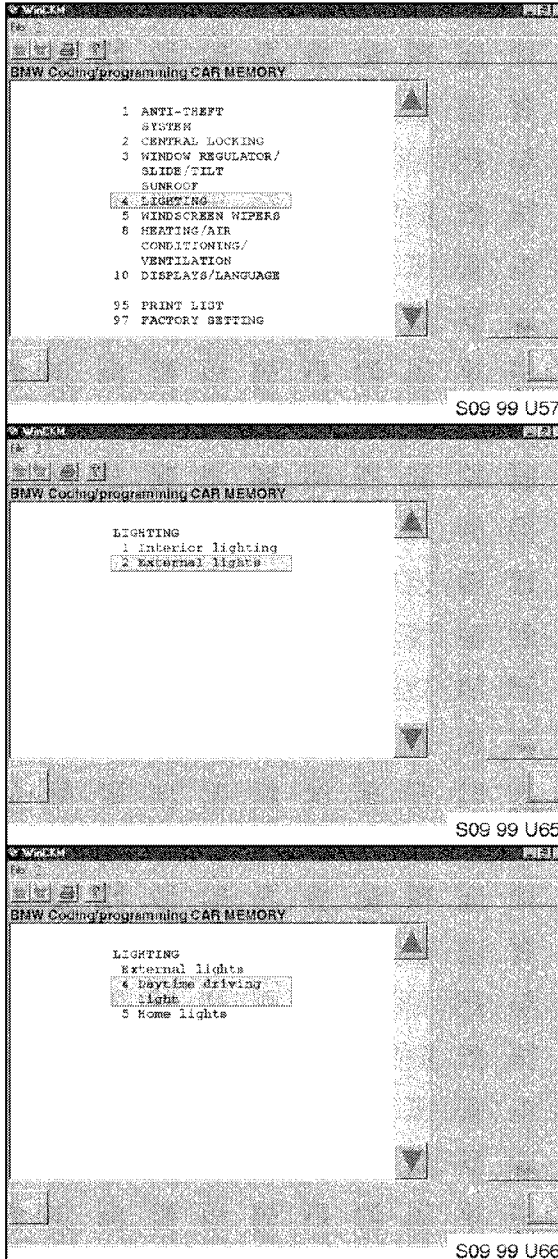 WinCKM
BMW Coding/programming CAR MEMORY
1 ANTI-THEFT
SYSTEM
2 CENTRAL LOCKING
3 WINDOW REGULATOR/
SLIDE/TILT
SUNROOF
4 LIGHTING
5 WINDSCREEN WIPERS
8 HEATING/AIR
CONDITIONING/
VENTILATION
10 DISPLAYS/LANGUAGE
95 PRINT LIST
97 FACTORY SETTING
S09 99 U57
WinCKM
BMW Coding/programming CAR MEMORY
LIGHTING
1 Interior lighting
2 External lights
S09 99 U65
WinCKM
BMW Coding/programming CAR MEMORY
LIGHTING
External lights
4 Daytime driving
light
5 Home lights
S09 99 U66